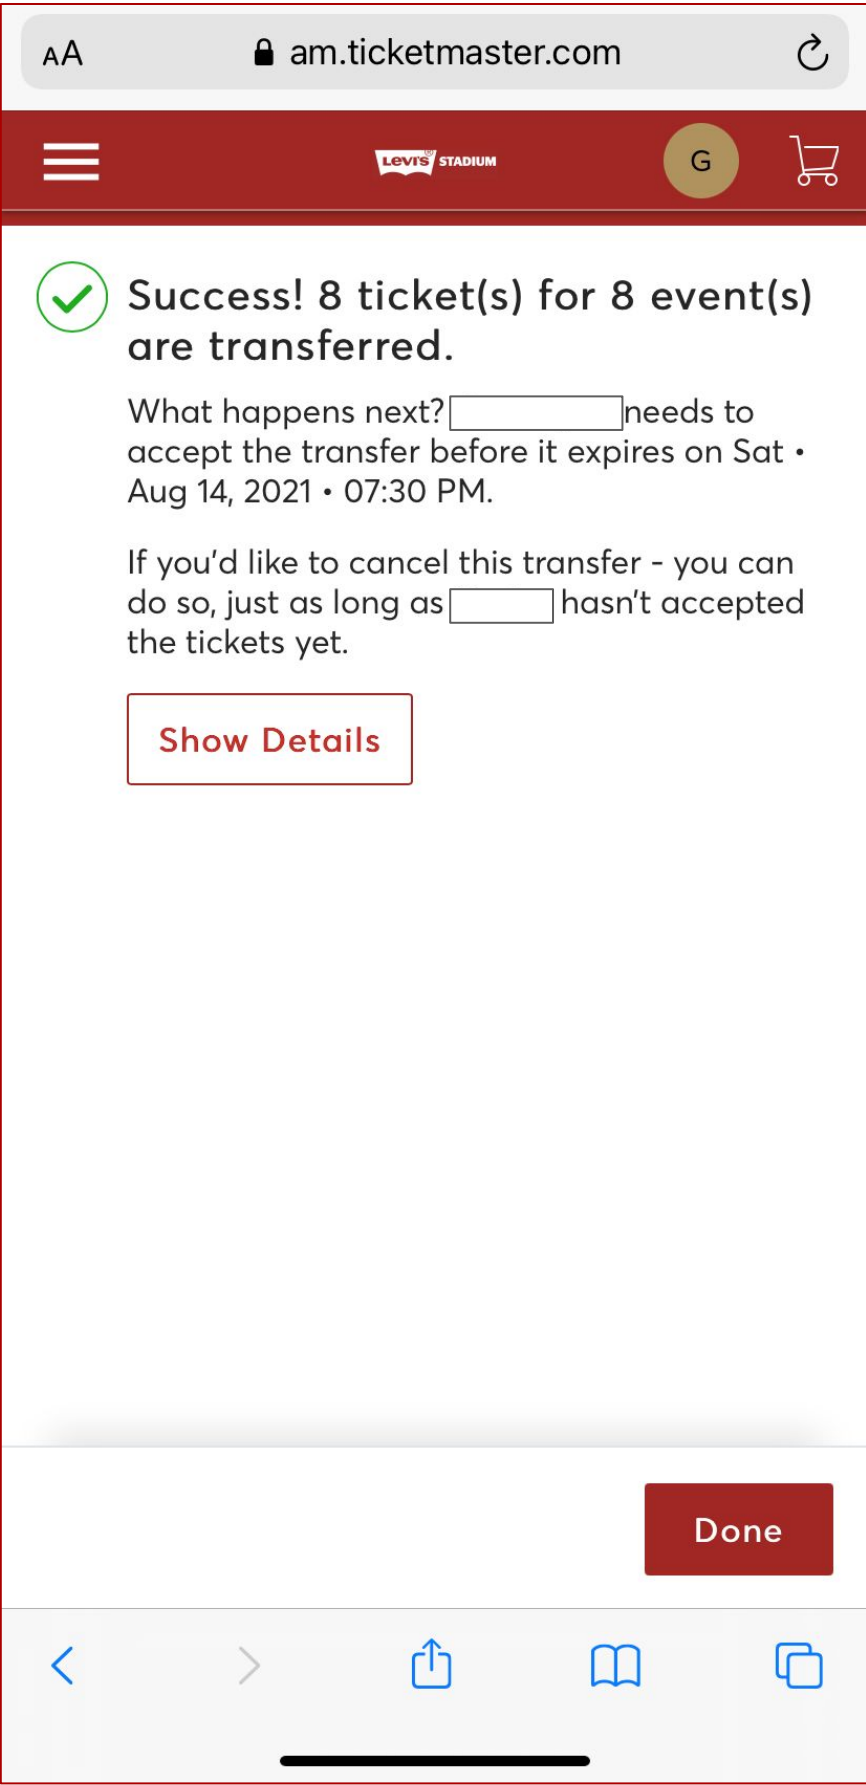 AA am.ticketmaster.com
LEVI'S® STADIUM G
Success! 8 ticket(s) for 8 event(s)
are transferred.
What happens next? needs to
accept the transfer before it expires on Sat •
Aug 14, 2021 • 07:30 PM.
If you'd like to cancel this transfer - you can
do so, just as long as hasn't accepted
the tickets yet.
Show Details
Done